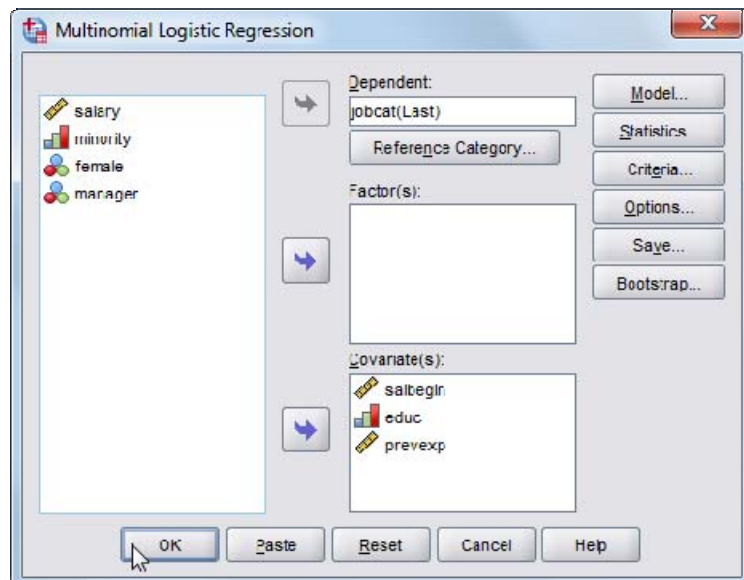 Multinomial Logistic Regression
salary
minority
female
manager
Dependent:
jobcat(Last)
Reference Category...
Factor(s):
Covariate(s):
salbegin
educ
prevexp
Model...
Statistics...
Criteria...
Options...
Save...
Bootstrap...
OK
Paste
Reset
Cancel
Help